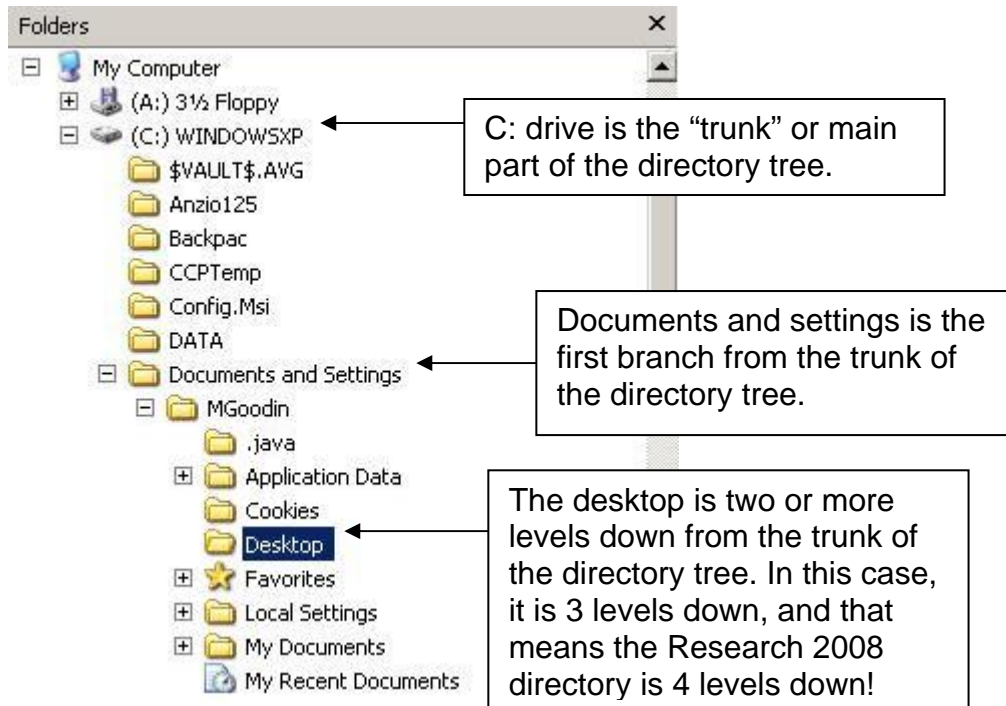 Folders
My Computer
(A:) 3½ Floppy
(C:) WINDOWSXP
C: drive is the “trunk” or main
part of the directory tree.
$VAULT$.AVG
Anzio125
Backpac
CCPTemp
Config.Msi
DATA
Documents and Settings
Documents and settings is the
first branch from the trunk of
the directory tree.
MGoodin
.java
Application Data
Cookies
Desktop
Favorites
Local Settings
My Documents
My Recent Documents
The desktop is two or more
levels down from the trunk of
the directory tree. In this case,
it is 3 levels down, and that
means the Research 2008
directory is 4 levels down!